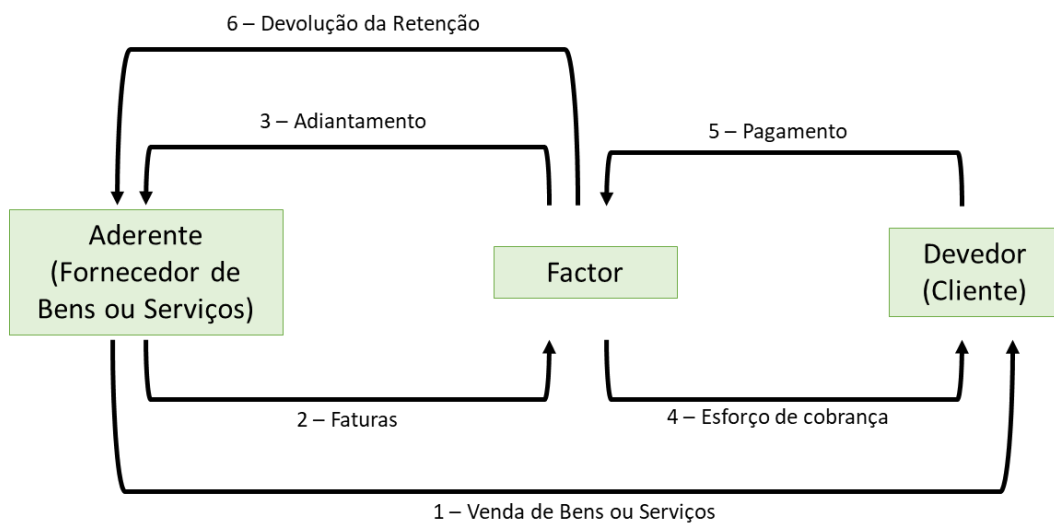 6 – Devolução da Retenção
3 – Adiantamento
5 – Pagamento
Aderente
(Fornecedor de
Bens ou Serviços)
Factor
Devedor
(Cliente)
2 – Faturas
4 – Esforço de cobrança
1 – Venda de Bens ou Serviços